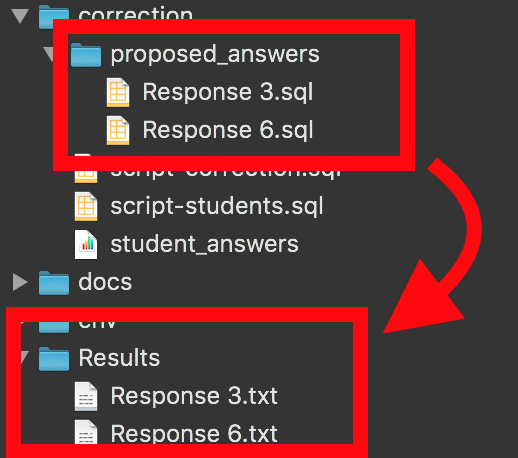 correction
proposed_answers
Response 3.sql
Response 6.sql
script-correction.sql
script-students.sql
student_answers
docs
env
Results
Response 3.txt
Response 6.txt